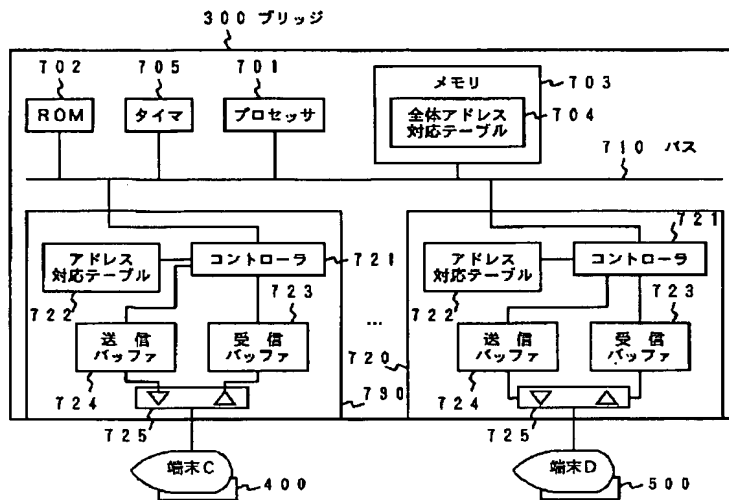 300 ブリッジ
702
705
701
ROM
タイマ
プロセッサ
メモリ
703
全体アドレス
対応テーブル
704
710 バス
アドレス
対応テーブル
722
コントローラ
721
723
送信
バッファ
724
受信
バッファ
725
790
端末C
400
...
アドレス
対応テーブル
722
コントローラ
721
723
送信
バッファ
724
受信
バッファ
720
725
端末D
500